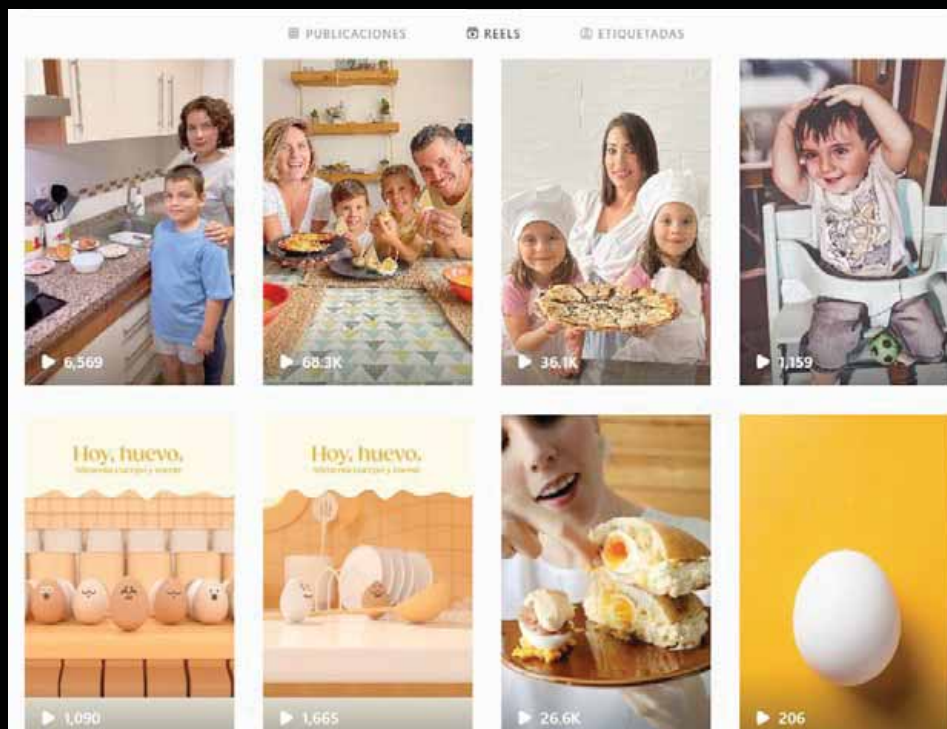 PUBLICACIONES
REELS
ETIQUETADAS
6,569
68.3K
36.1K
1,159
Hoy, huevo.
Hoy, huevo.
1,090
1,665
26.6K
206